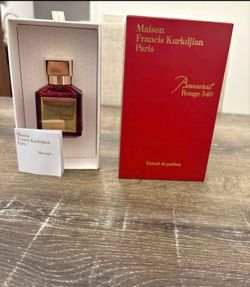 Maison
Francis Kurkdjian
Paris
Baccarat
Rouge 540
Extrait de parfum
Maison
Francis Kurkdjian
Paris